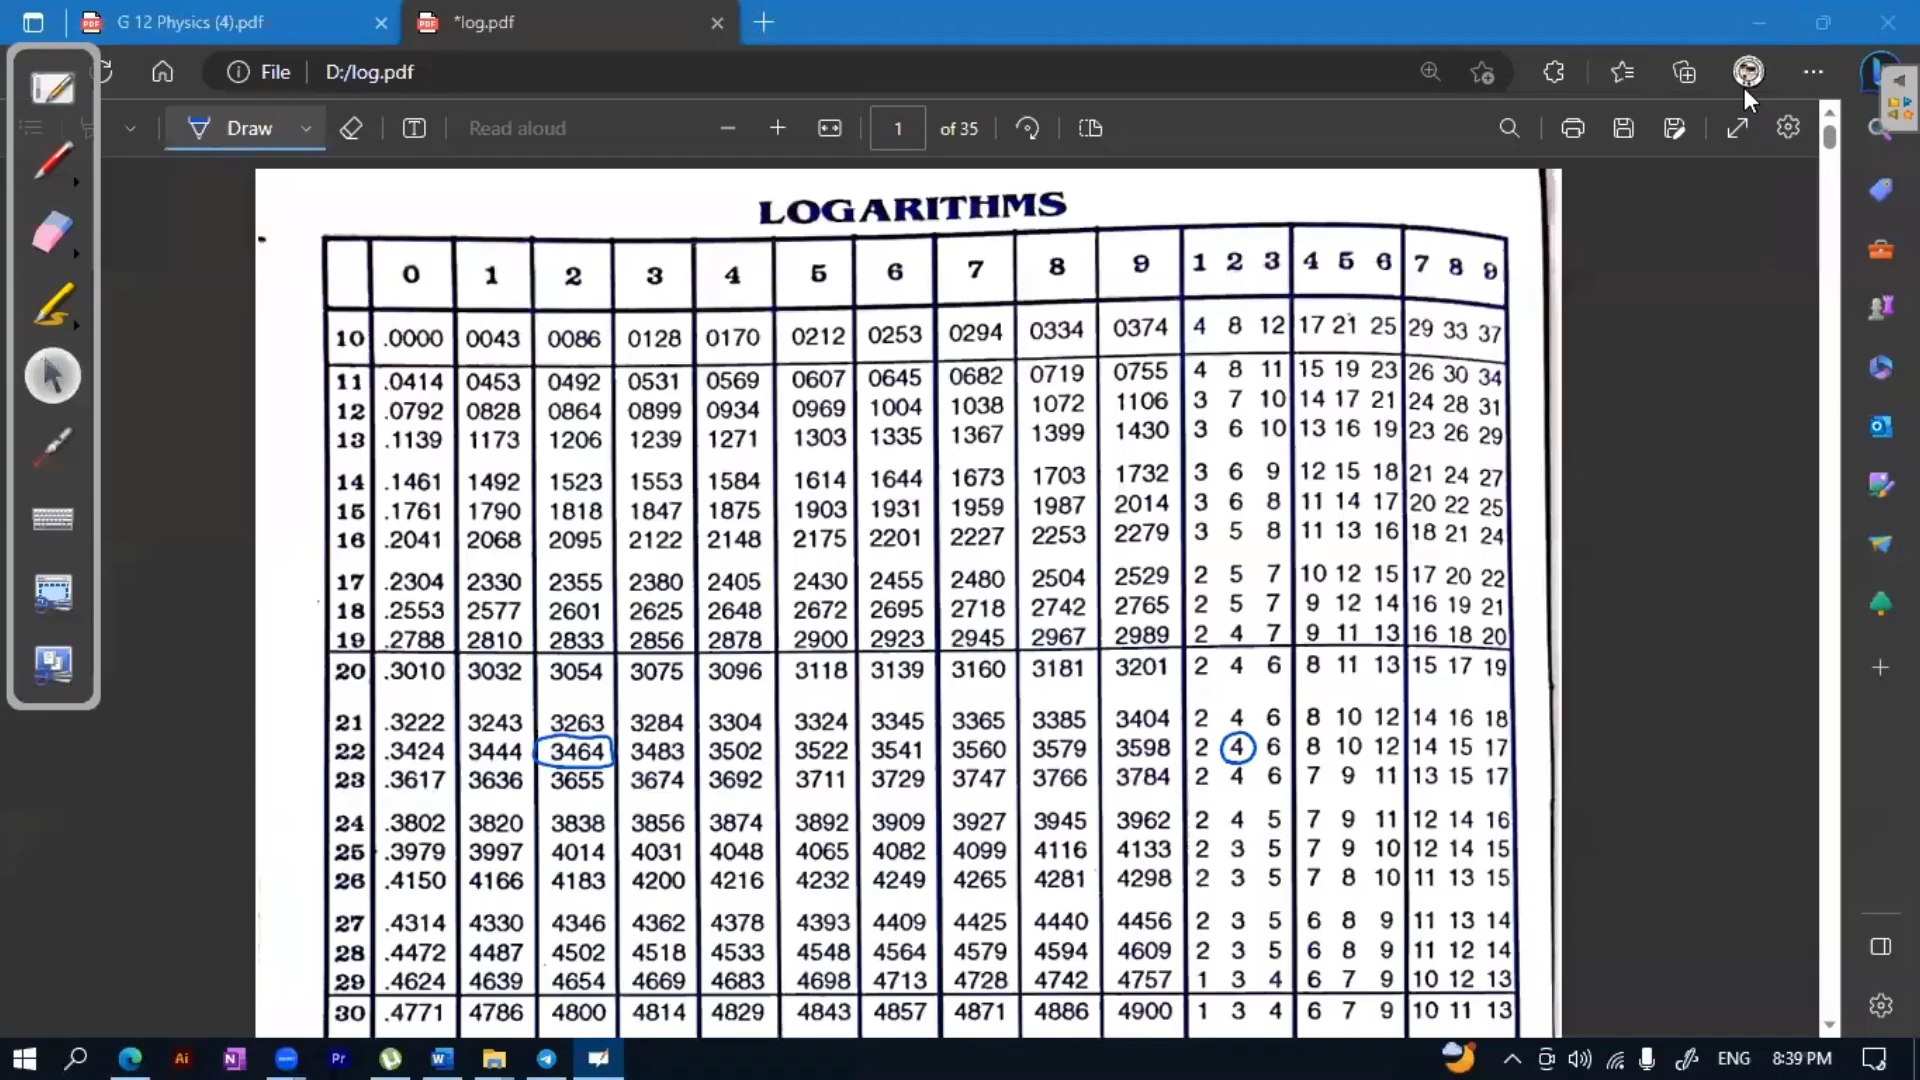 G 12 Physics (4).pdf
*log.pdf
File D:/log.pdf
Draw Read aloud 1 of 35
LOGARITHMS
0 1 2 3 4 5 6 7 8 9 1 2 3 4 5 6 7 8 9
10 .0000 0043 0086 0128 0170 0212 0253 0294 0334 0374 4 8 12 17 21 25 29 33 37
11 .0414 0453 0492 0531 0569 0607 0645 0682 0719 0755 4 8 11 15 19 23 26 30 34
12 .0792 0828 0864 0899 0934 0969 1004 1038 1072 1106 3 7 10 14 17 21 24 28 31
13 .1139 1173 1206 1239 1271 1303 1335 1367 1399 1430 3 6 10 13 16 19 23 26 29
14 .1461 1492 1523 1553 1584 1614 1644 1673 1703 1732 3 6 9 12 15 18 21 24 27
15 .1761 1790 1818 1847 1875 1903 1931 1959 1987 2014 3 6 8 11 14 17 20 22 25
16 .2041 2068 2095 2122 2148 2175 2201 2227 2253 2279 3 5 8 11 13 16 18 21 24
17 .2304 2330 2355 2380 2405 2430 2455 2480 2504 2529 2 5 7 10 12 15 17 20 22
18 .2553 2577 2601 2625 2648 2672 2695 2718 2742 2765 2 5 7 9 12 14 16 19 21
19 .2788 2810 2833 2856 2878 2900 2923 2945 2967 2989 2 4 7 9 11 13 16 18 20
20 .3010 3032 3054 3075 3096 3118 3139 3160 3181 3201 2 4 6 8 11 13 15 17 19
21 .3222 3243 3263 3284 3304 3324 3345 3365 3385 3404 2 4 6 8 10 12 14 16 18
22 .3424 3444 3464 3483 3502 3522 3541 3560 3579 3598 2 4 6 8 10 12 14 15 17
23 .3617 3636 3655 3674 3692 3711 3729 3747 3766 3784 2 4 6 7 9 11 13 15 17
24 .3802 3820 3838 3856 3874 3892 3909 3927 3945 3962 2 4 5 7 9 11 12 14 16
25 .3979 3997 4014 4031 4048 4065 4082 4099 4116 4133 2 3 5 7 9 10 12 14 15
26 .4150 4166 4183 4200 4216 4232 4249 4265 4281 4298 2 3 5 7 8 10 11 13 15
27 .4314 4330 4346 4362 4378 4393 4409 4425 4440 4456 2 3 5 6 8 9 11 13 14
28 .4472 4487 4502 4518 4533 4548 4564 4579 4594 4609 2 3 5 6 8 9 11 12 14
29 .4624 4639 4654 4669 4683 4698 4713 4728 4742 4757 1 3 4 6 7 9 10 12 13
30 .4771 4786 4800 4814 4829 4843 4857 4871 4886 4900 1 3 4 6 7 9 10 11 13
Ai N Pr W ENG 8:39 PM